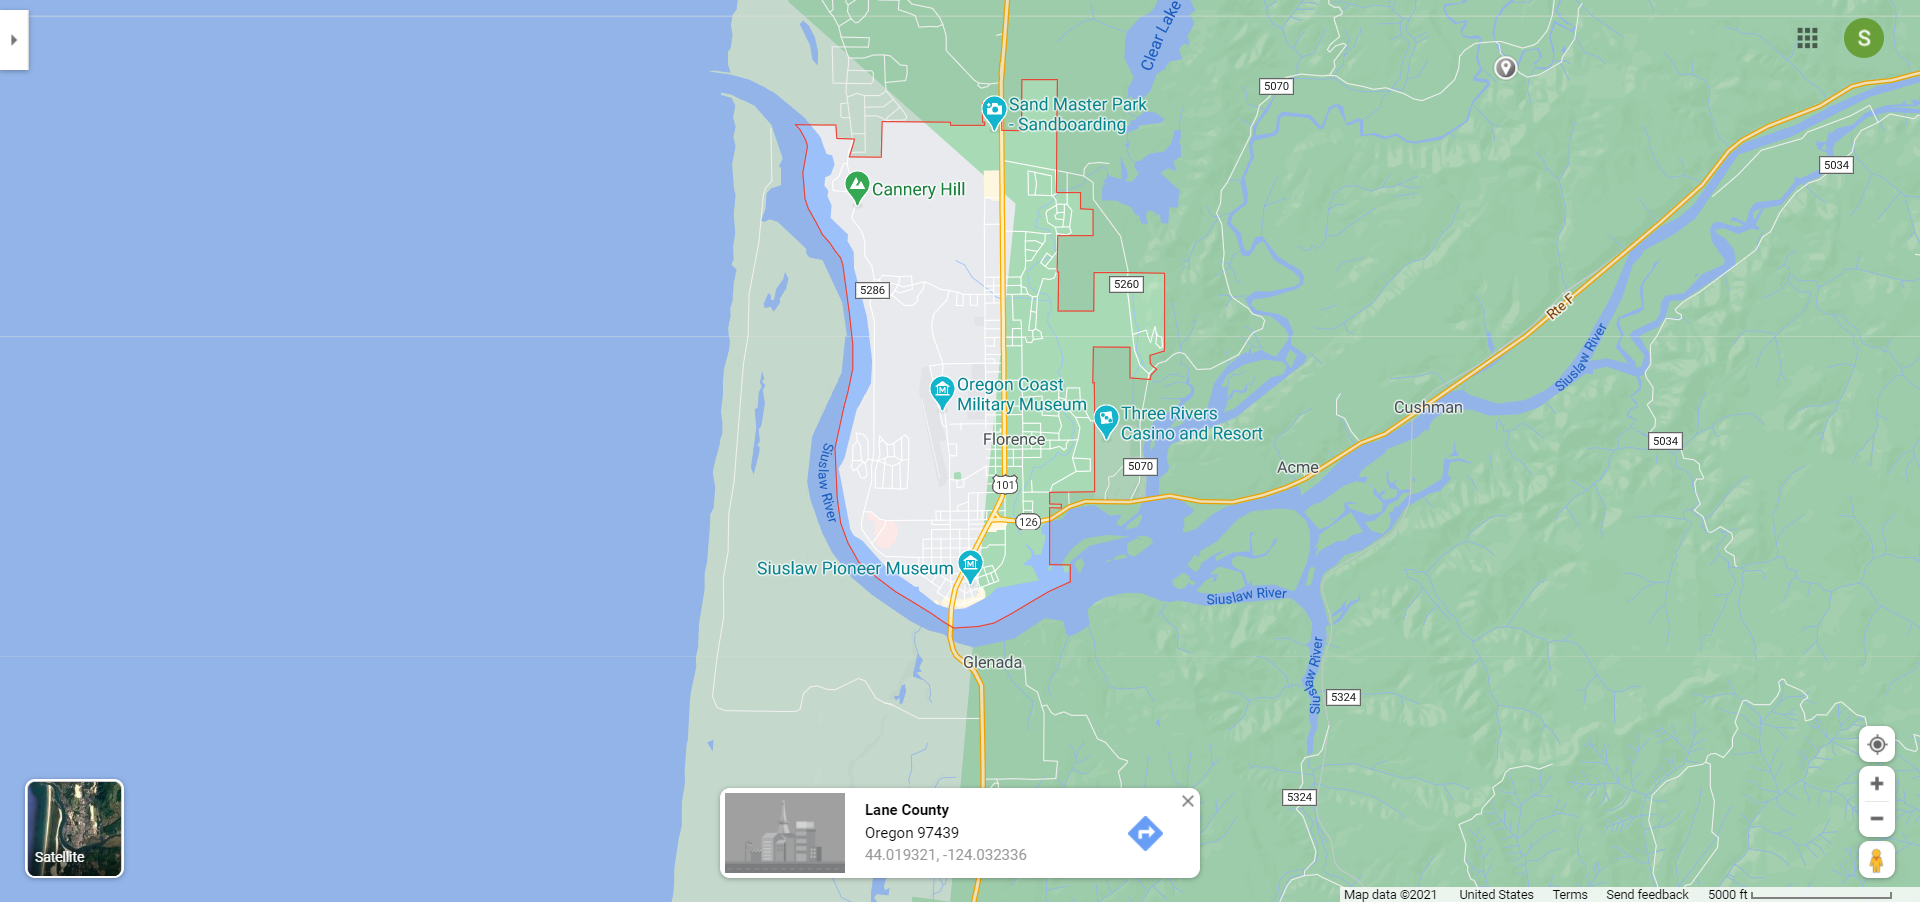 Clear Lake
S
5070
Sand Master Park
- Sandboarding
5034
Cannery Hill
5260
5286
Rte F
Siuslaw River
Oregon Coast
Military Museum
Cushman
Three Rivers
Casino and Resort
Florence
5034
Acme
5070
Siuslaw River
101
126
Siuslaw Pioneer Museum
Siuslaw River
Glenada
Siuslaw River
5324
5324
Lane County
Oregon 97439
44.019321, -124.032336
Satellite
Map data ©2021 United States Terms Send feedback 5000 ft